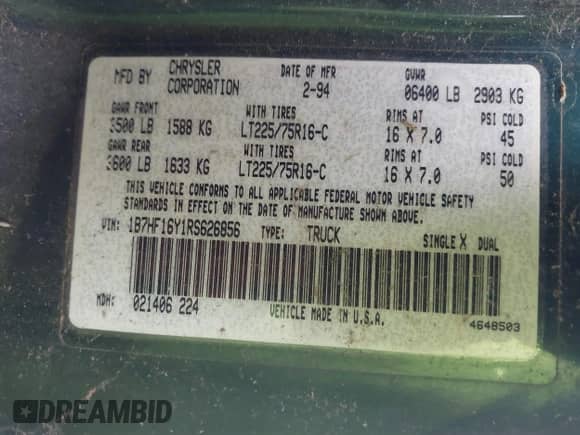 MFD BY CHRYSLER CORPORATION DATE OF MFR 2-94 GVWR 06400 LB 2903 KG
GAWR FRONT WITH TIRES RIMS AT PSI COLD
3500 LB 1588 KG LT225/75R16-C 16 X 7.0 45
GAWR REAR WITH TIRES RIMS AT PSI COLD
3600 LB 1633 KG LT225/75R16-C 16 X 7.0 50
THIS VEHICLE CONFORMS TO ALL APPLICABLE FEDERAL MOTOR VEHICLE SAFETY
STANDARDS IN EFFECT ON THE DATE OF MANUFACTURE SHOWN ABOVE.
1B7HF16Y1RS626856 TYPE: TRUCK SINGLE X DUAL
MDH: 021406 224 VEHICLE MADE IN U.S.A. 4648503
DREAMBID